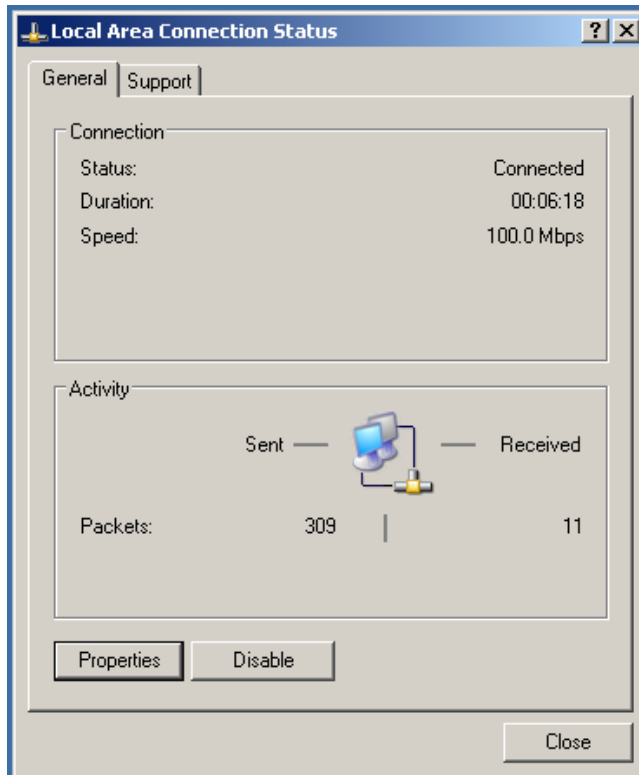 Local Area Connection Status
General Support
Connection
Status: Connected
Duration: 00:06:18
Speed: 100.0 Mbps
Activity
Sent Received
Packets: 309 11
Properties Disable
Close